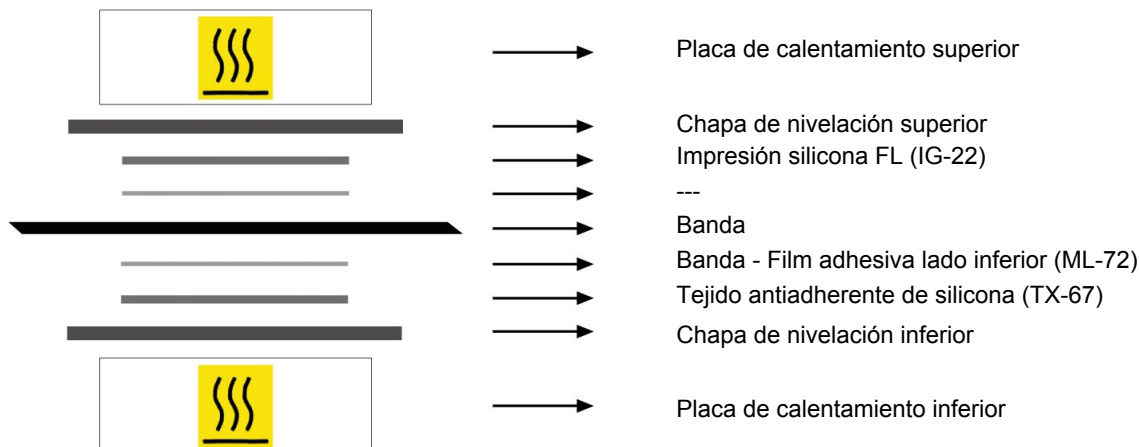 Placa de calentamiento superior
Chapa de nivelación superior
Impresión silicona FL (IG-22)
---
Banda
Banda - Film adhesiva lado inferior (ML-72)
Tejido antiadherente de silicona (TX-67)
Chapa de nivelación inferior
Placa de calentamiento inferior